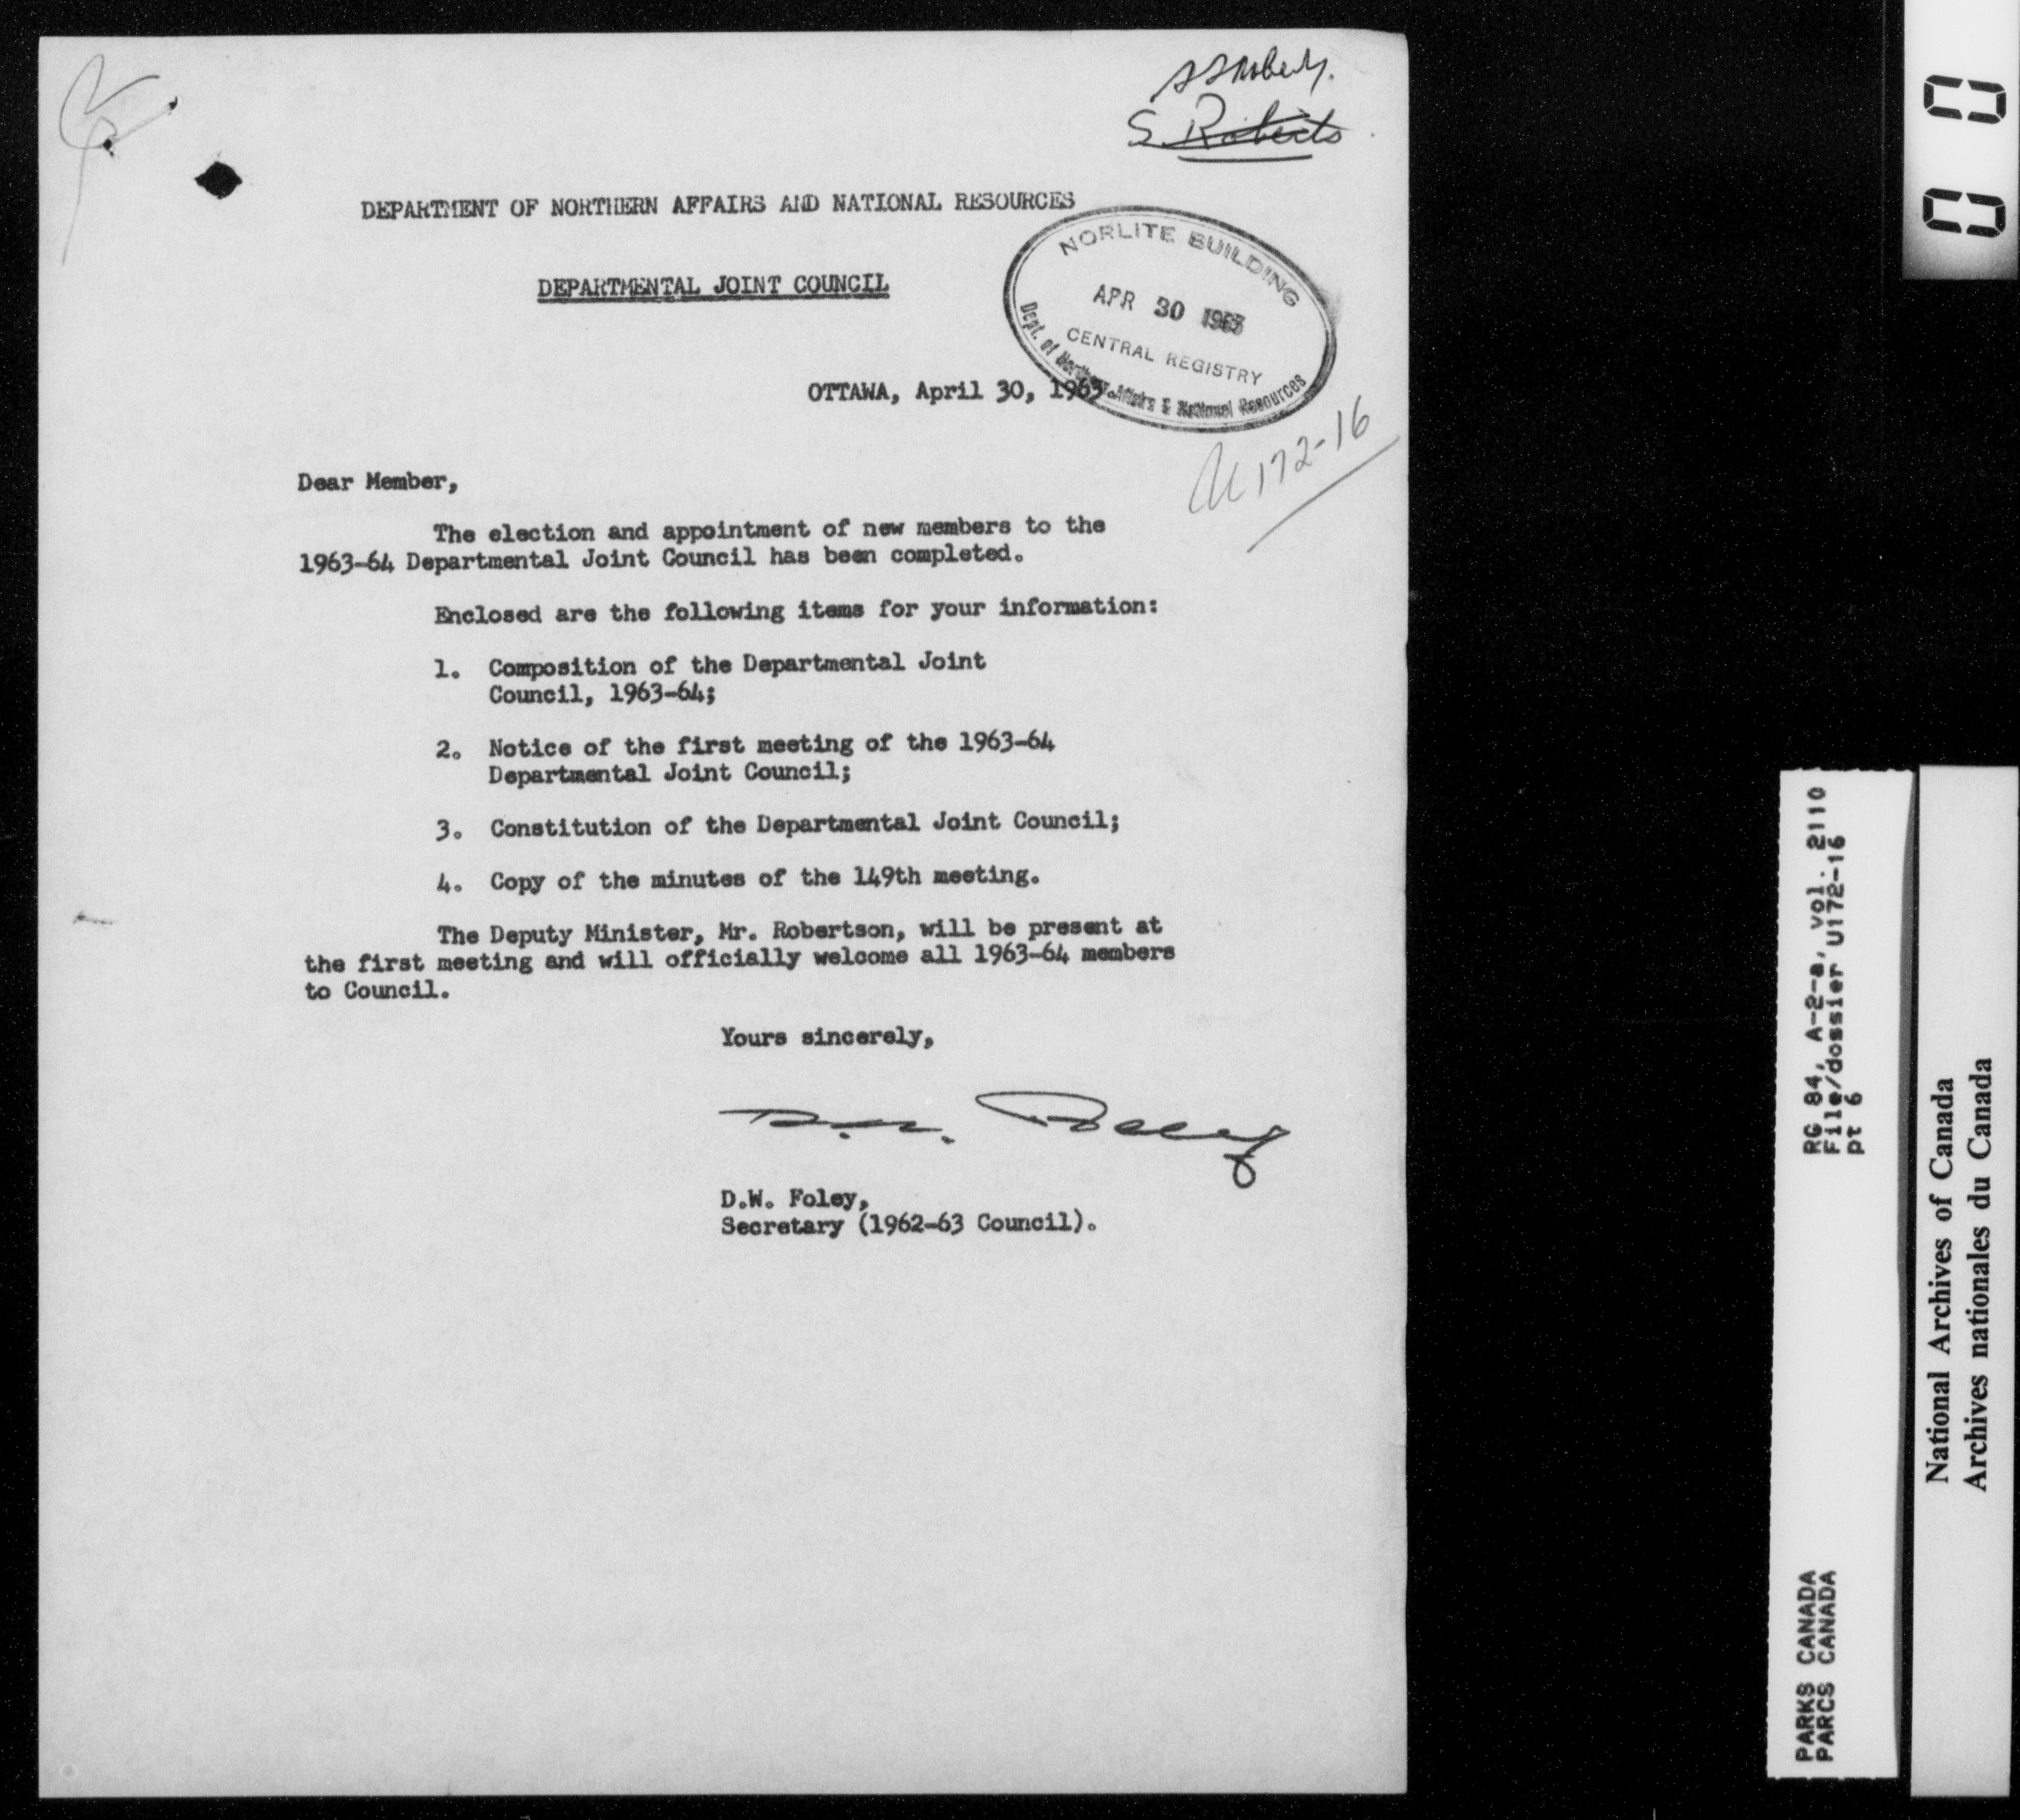 S. Roberts
DEPARTMENT OF NORTHERN AFFAIRS AND NATIONAL RESOURCES
DEPARTMENTAL JOINT COUNCIL
NORLITE BUILDING
APR 30 1963
CENTRAL REGISTRY
Dept. of Northern Affairs & National Resources
OTTAWA, April 30, 1963.
U172-16
Dear Member,
The election and appointment of new members to the
1963-64 Departmental Joint Council has been completed.
Enclosed are the following items for your information:
1. Composition of the Departmental Joint
Council, 1963-64;
2. Notice of the first meeting of the 1963-64
Departmental Joint Council;
3. Constitution of the Departmental Joint Council;
4. Copy of the minutes of the 149th meeting.
The Deputy Minister, Mr. Robertson, will be present at
the first meeting and will officially welcome all 1963-64 members
to Council.
Yours sincerely,
D.W. Foley
D.W. Foley,
Secretary (1962-63 Council).
RG 84, A-2-a, vol. 2110
File/dossier U172-16
pt 6
PARKS CANADA
PARCS CANADA
National Archives of Canada
Archives nationales du Canada